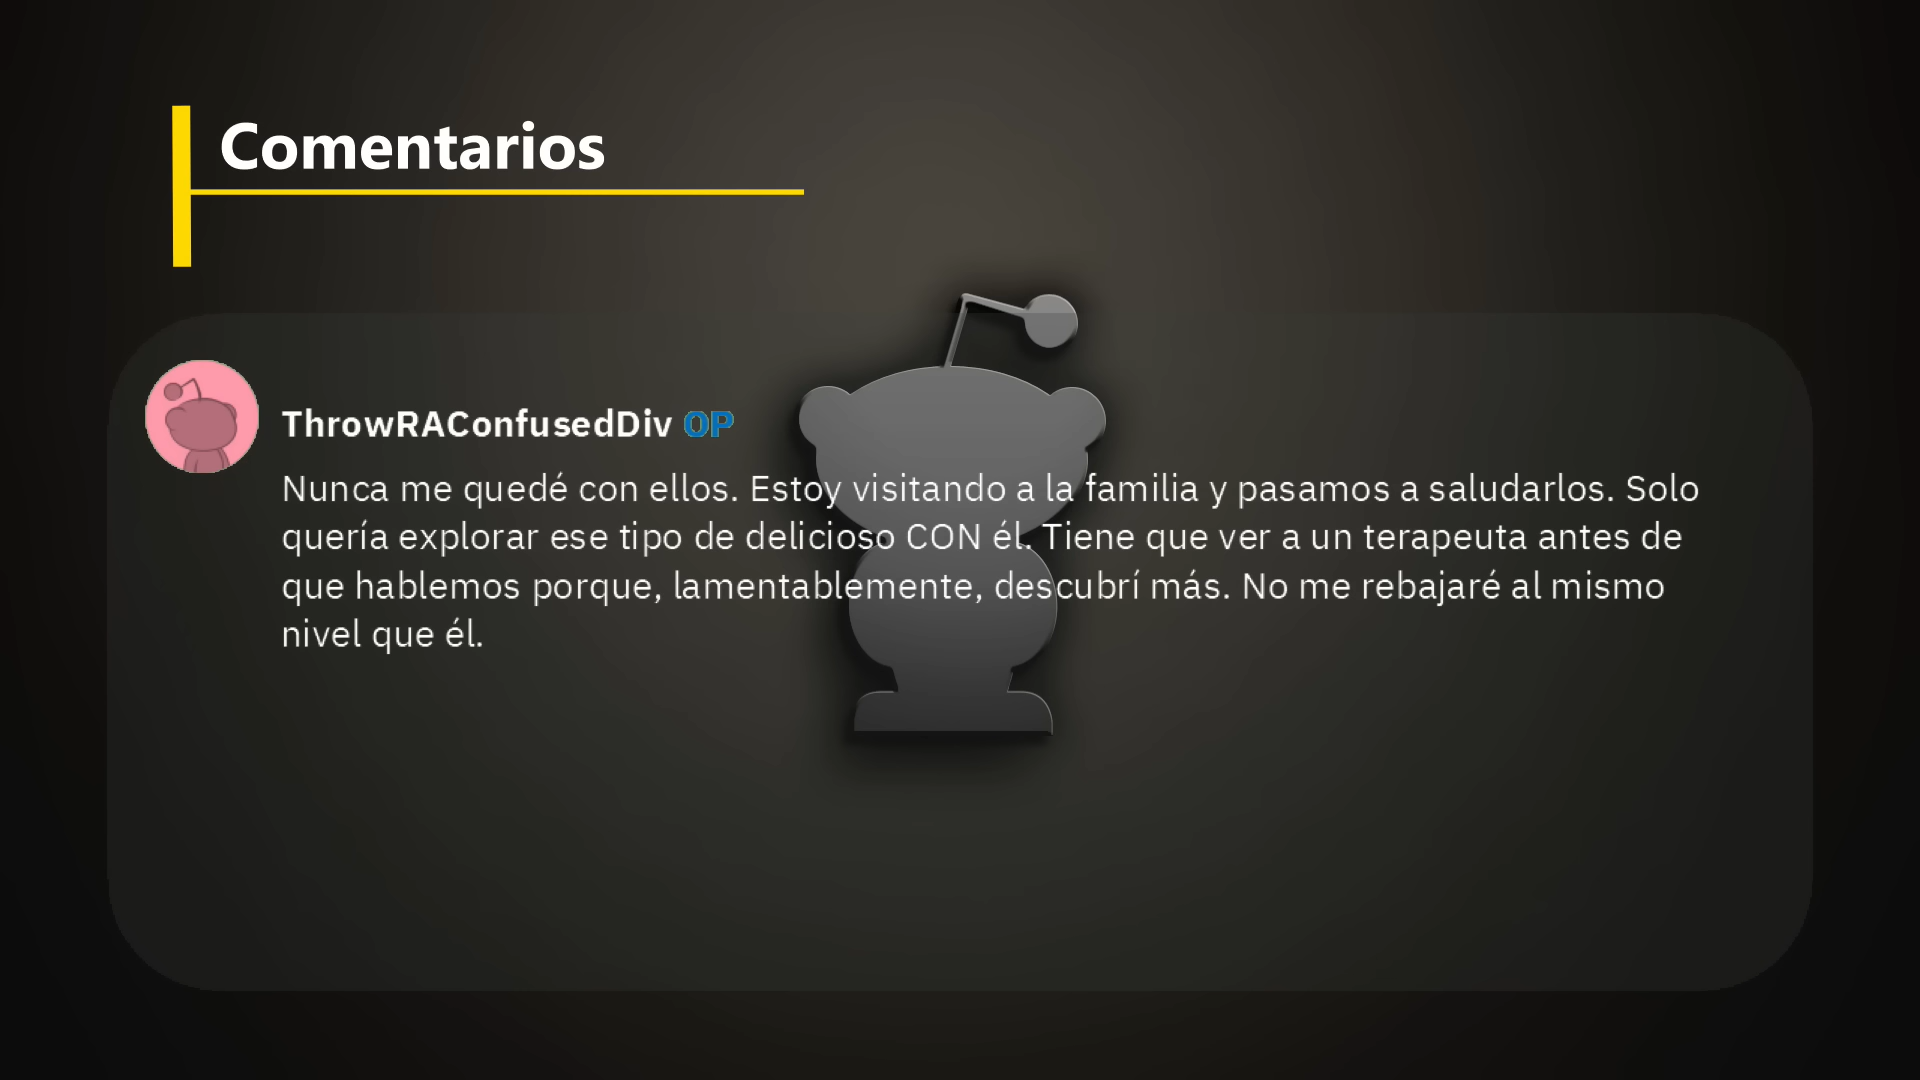 Comentarios
ThrowRAConfusedDiv OP
Nunca me quedé con ellos. Estoy visitando a la familia y pasamos a saludarlos. Solo
quería explorar ese tipo de delicioso CON él. Tiene que ver a un terapeuta antes de
que hablemos porque, lamentablemente, descubrí más. No me rebajaré al mismo
nivel que él.